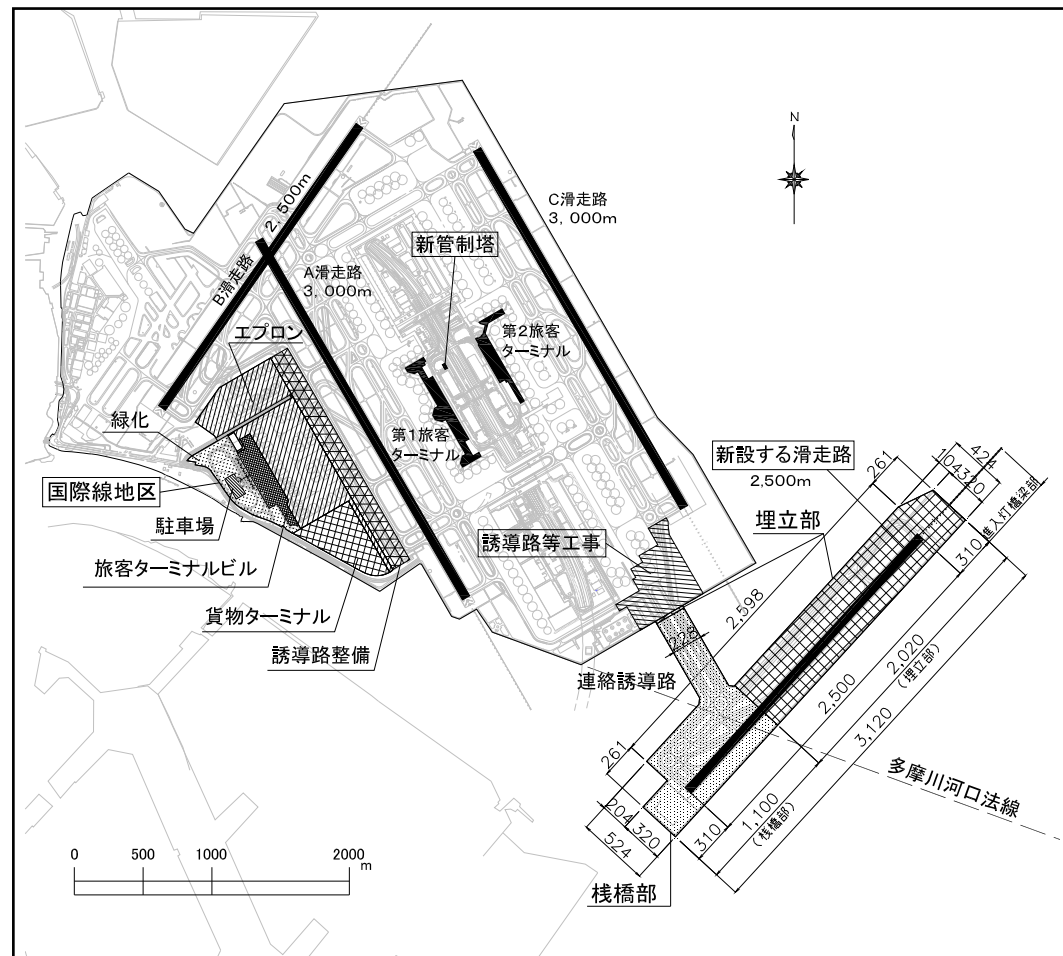 N
C滑走路
3,000m
新管制塔
2,500m
B滑走路
A滑走路
3,000m
エプロン
第2旅客
ターミナル
緑化
第1旅客
ターミナル
国際線地区
駐車場
旅客ターミナルビル
貨物ターミナル
誘導路整備
誘導路等工事
新設する滑走路
2,500m
埋立部
261
104
320
424
進入灯橋梁部
310
2,598
228
連絡誘導路
2,020
(埋立部)
2,500
3,120
261
多摩川河口法線
204
320
524
310
1,100
(桟橋部)
桟橋部
0
500
1000
2000
m